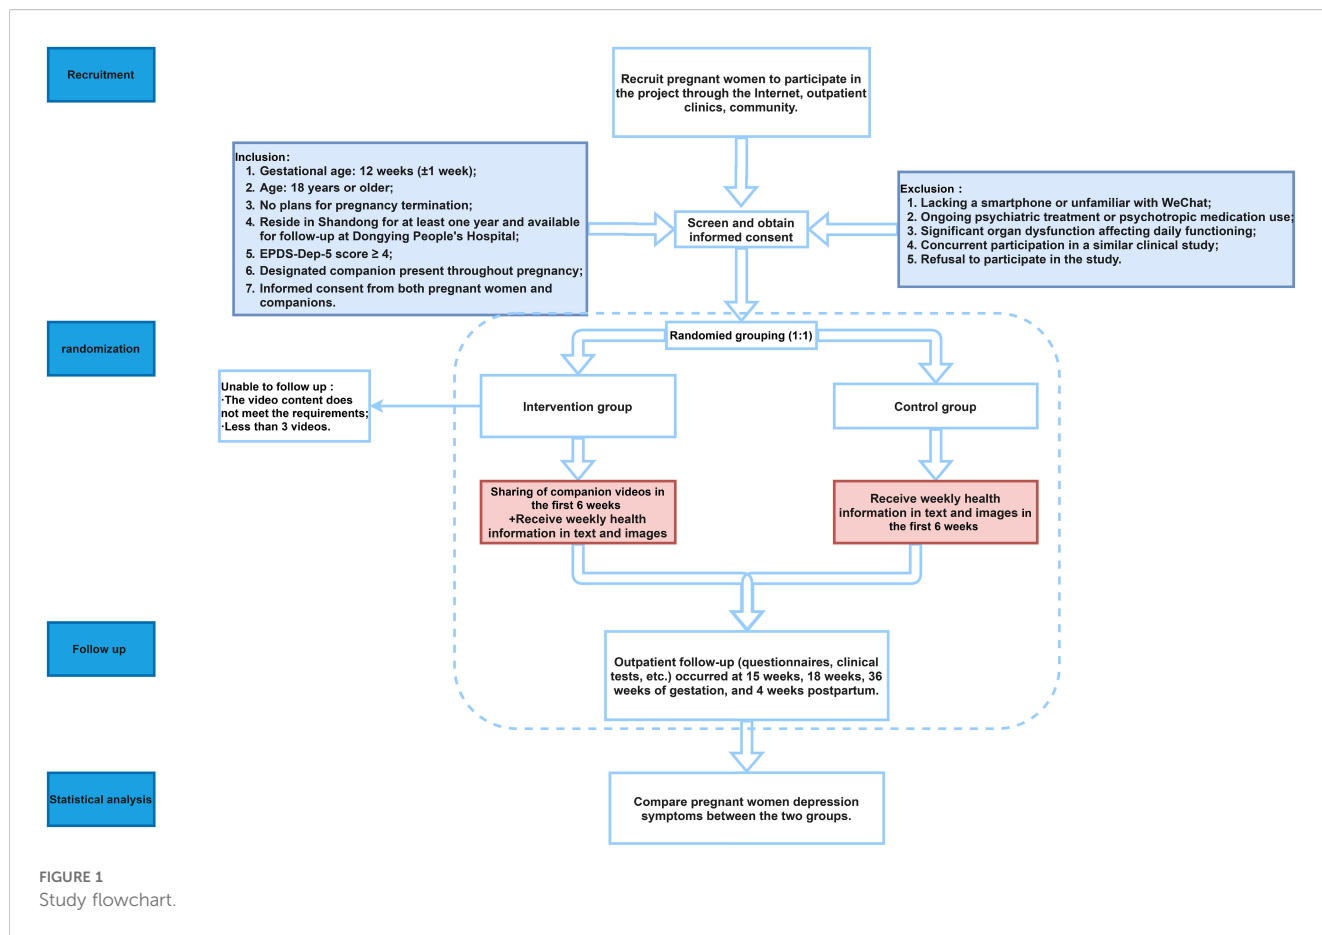 Recruitment
Recruit pregnant women to participate in
the project through the Internet, outpatient
clinics, community.
Inclusion:
1. Gestational age: 12 weeks (±1 week);
2. Age: 18 years or older;
3. No plans for pregnancy termination;
4. Reside in Shandong for at least one year and available
for follow-up at Dongying People's Hospital;
5. EPDS-Dep-5 score ≥ 4;
6. Designated companion present throughout pregnancy;
7. Informed consent from both pregnant women and
companions.
Screen and obtain
informed consent
Exclusion :
1. Lacking a smartphone or unfamiliar with WeChat;
2. Ongoing psychiatric treatment or psychotropic medication use;
3. Significant organ dysfunction affecting daily functioning;
4. Concurrent participation in a similar clinical study;
5. Refusal to participate in the study.
randomization
Randomied grouping (1:1)
Unable to follow up :
·The video content does
not meet the requirements;
·Less than 3 videos.
Intervention group
Control group
Sharing of companion videos in
the first 6 weeks
+Receive weekly health
information in text and images
Receive weekly health
information in text and images in
the first 6 weeks
Follow up
Outpatient follow-up (questionnaires, clinical
tests, etc.) occurred at 15 weeks, 18 weeks, 36
weeks of gestation, and 4 weeks postpartum.
Statistical analysis
Compare pregnant women depression
symptoms between the two groups.
FIGURE 1
Study flowchart.